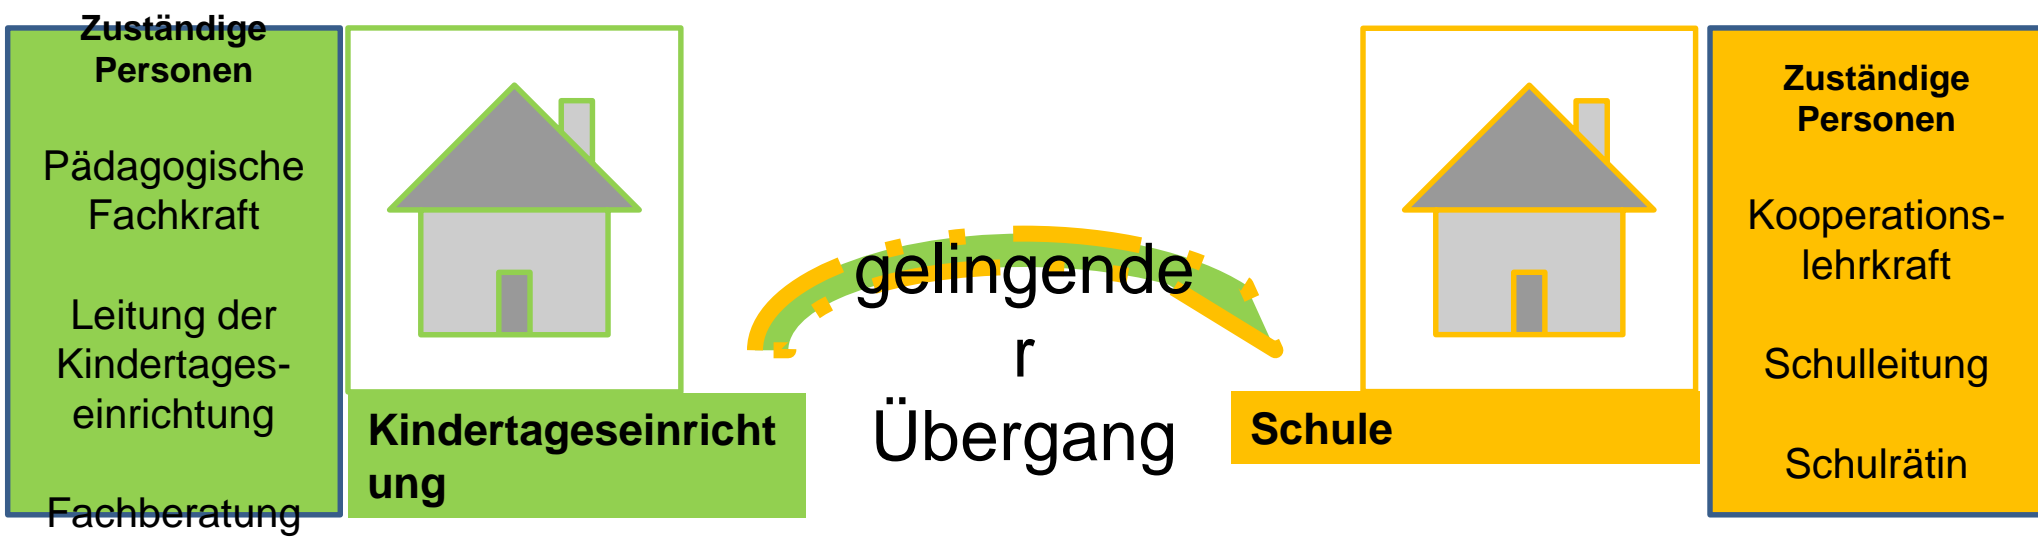 Zuständige
Personen
Pädagogische
Fachkraft
Leitung der
Kindertages-
einrichtung
Fachberatung
Kindertageseinricht
ung
gelingende
r
Übergang
Schule
Zuständige
Personen
Kooperations-
lehrkraft
Schulleitung
Schulrätin